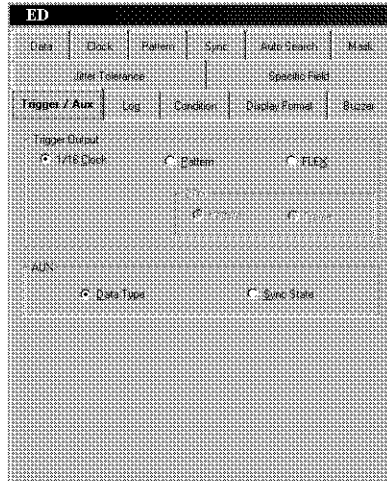 ED
Data Clock Pattern Sync Auto Search Mask
Jitter Tolerance Specific Field
Trigger / Aux Log Condition Display Format Buzzer
Trigger Output
1/16 Clock Pattern FLEX
AUX
Data Type Sync State